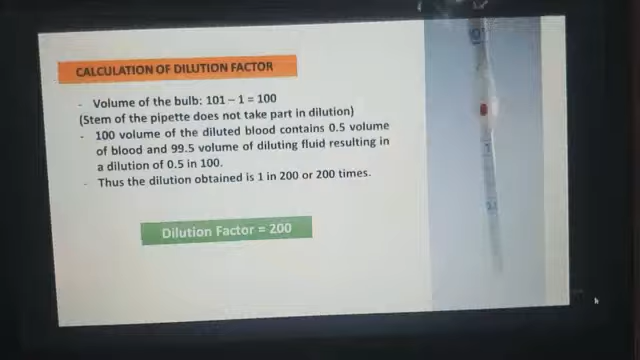 CALCULATION OF DILUTION FACTOR
- Volume of the bulb: 101 – 1 = 100
(Stem of the pipette does not take part in dilution)
- 100 volume of the diluted blood contains 0.5 volume
of blood and 99.5 volume of diluting fluid resulting in
a dilution of 0.5 in 100.
- Thus the dilution obtained is 1 in 200 or 200 times.
Dilution Factor = 200